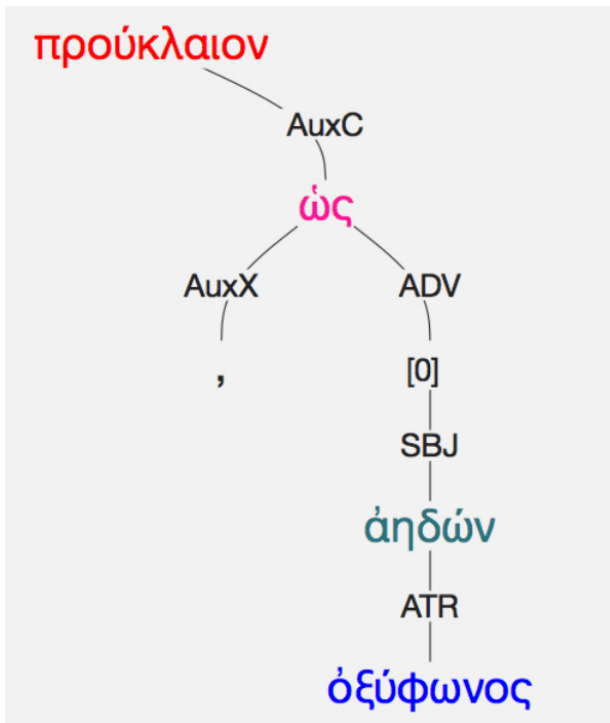 προύκλαιον
AuxC
ὡς
AuxX ADV
, [0]
SBJ
ἀηδών
ATR
ὀξύφωνος